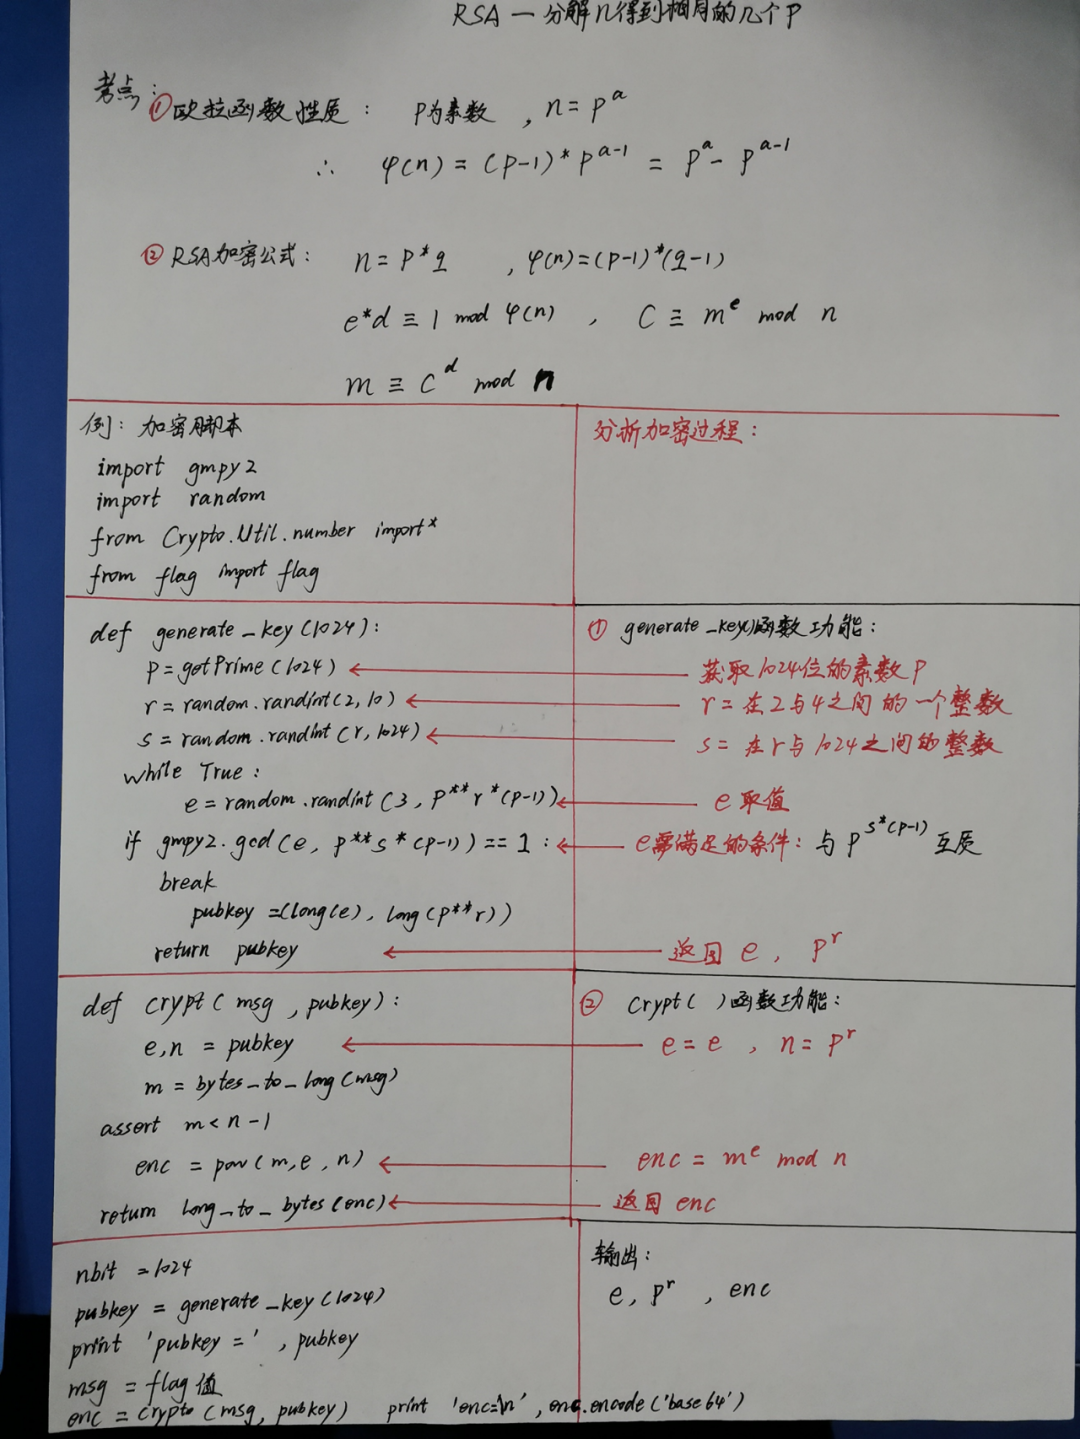 RSA — 分解n得到相同的几个P
考点：
① 欧拉函数性质： P为素数 ，n = p^a
∴ φ(n) = (p-1)*p^a-1 = p^a - p^a-1
② RSA加密公式： n = P*q ，φ(n)=(p-1)*(q-1)
e*d ≡ 1 mod φ(n) ， C ≡ m^e mod n
m ≡ C^d mod n
例：加密脚本
import gmpy2
import random
from Crypto.Util.number import*
from flag import flag
分析加密过程：
def generate_key(1024):
P = getPrime(1024)
r = random.randint(2,10)
s = random.randint(r,1024)
while True:
e = random.randint(3, P**r*(p-1))
if gmpy2.gcd(e, p**s*(p-1)) == 1:
break
pubkey =(long(e), long(p**r))
return pubkey
① generate_key()函数功能：
获取1024位的素数P
r = 在2与4之间的一个整数
s = 在r与1024之间的整数
e取值
e需满足的条件：与p^s*(p-1)互质
返回 e， p^r
def crypt(msg, pubkey):
e,n = pubkey
m = bytes_to_long(msg)
assert m < n-1
enc = pow(m,e,n)
return long_to_bytes(enc)
② crypt( )函数功能：
e = e ， n = p^r
enc = m^e mod n
返回 enc
nbit = 1024
pubkey = generate_key(1024)
print 'pubkey =' , pubkey
msg = flag值
enc = crypto(msg, pubkey) print 'enc=\n', enc.encode('base64')
输出：
e, p^r , enc